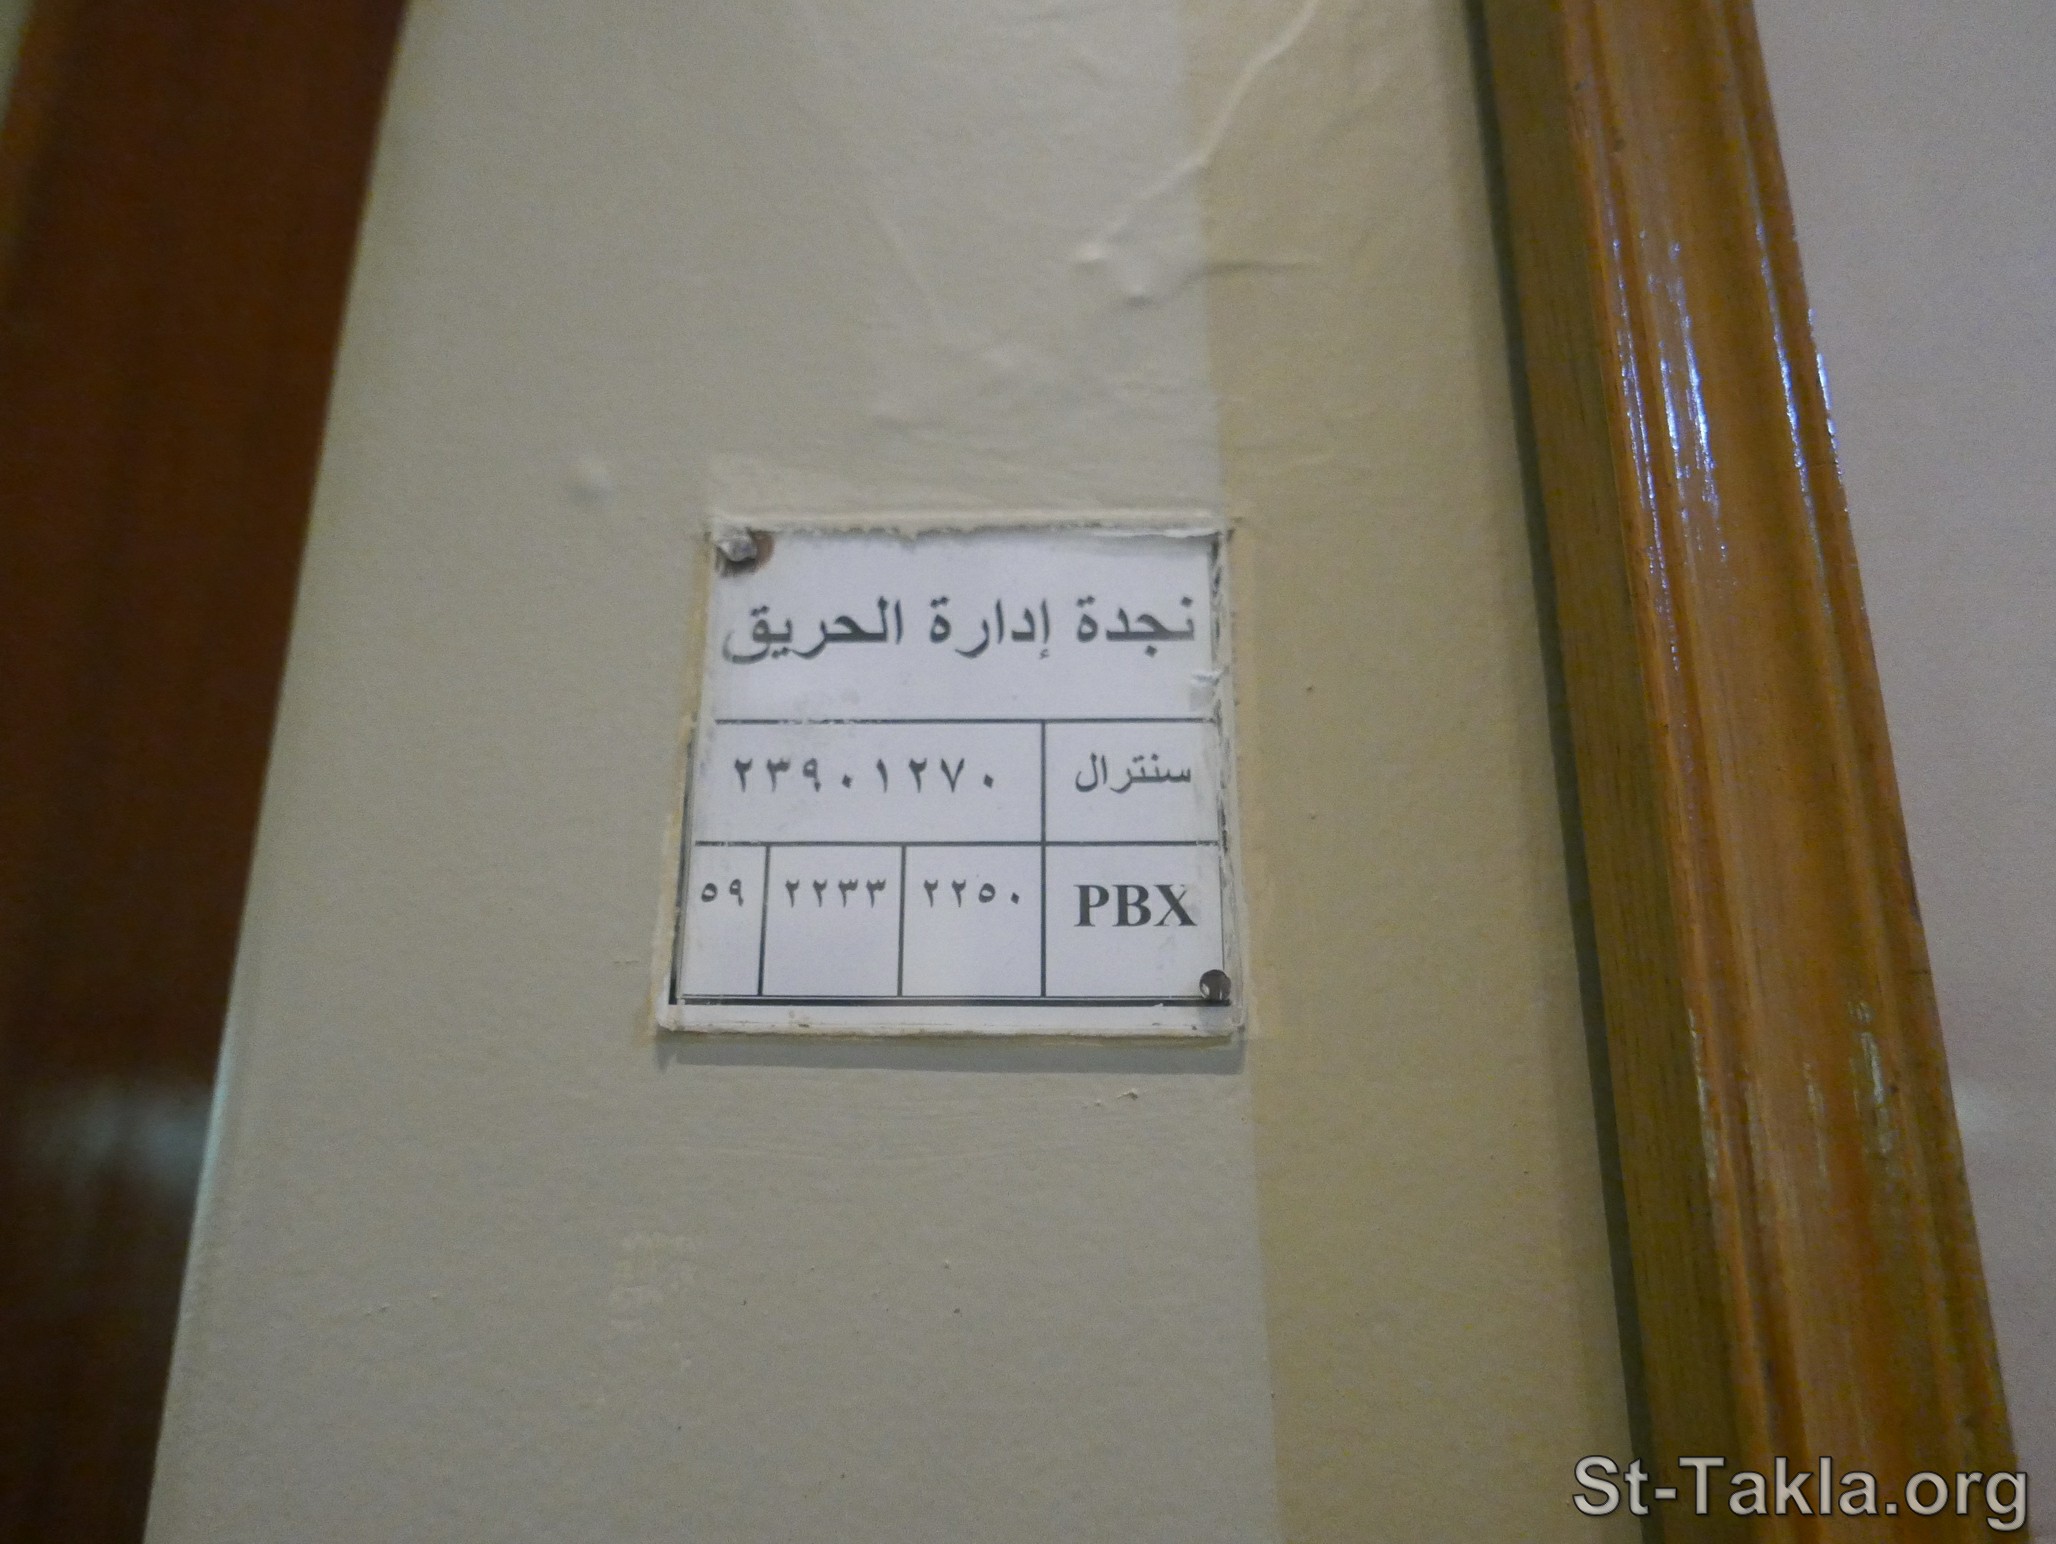 نجدة إدارة الحريق
سنترال ٢٣٩٠١٢٧٠
PBX ٢٢٥٠ ٢٢٣٣ ٥٩
St-Takla.org